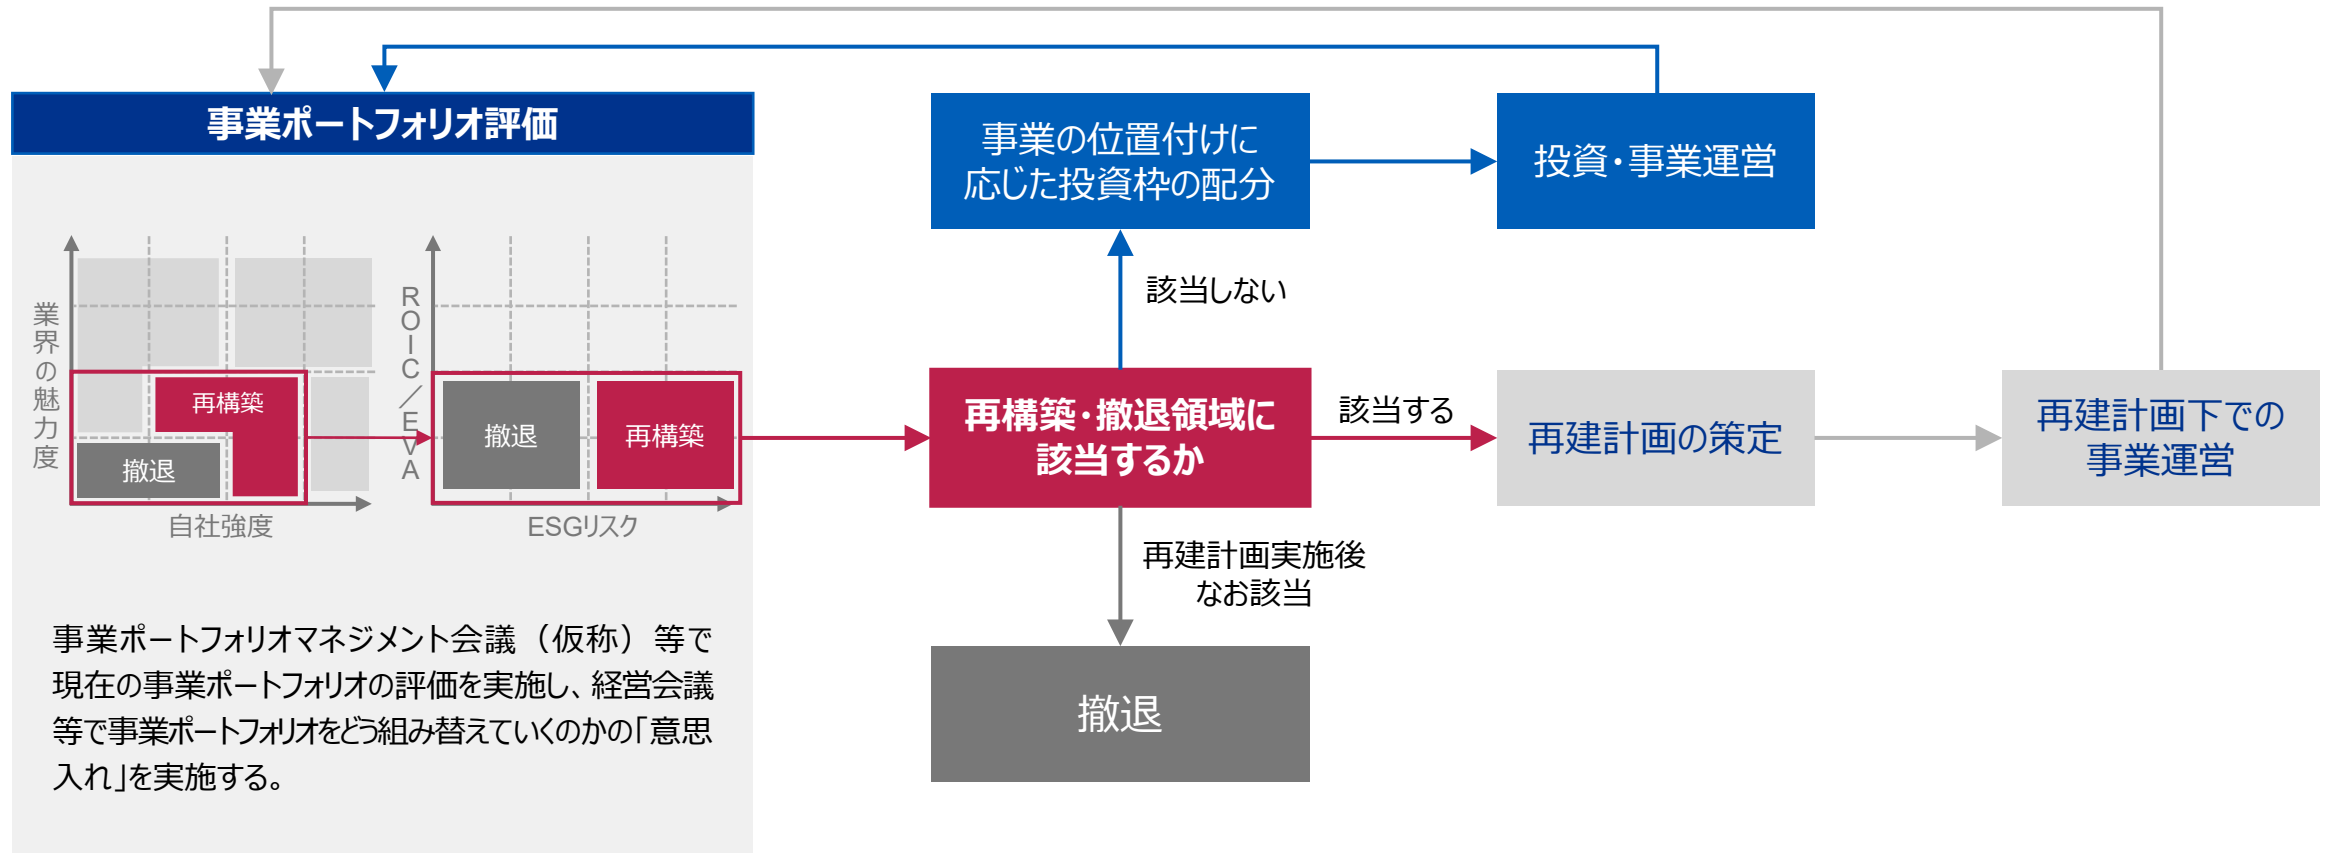 事業ポートフォリオ評価
業界の魅力度
再構築
撤退
自社強度
ROIC／EVA
撤退
再構築
ESGリスク
事業ポートフォリオマネジメント会議（仮称）等で
現在の事業ポートフォリオの評価を実施し、経営会議
等で事業ポートフォリオをどう組み替えていくのかの「意思
入れ」を実施する。
事業の位置付けに
応じた投資枠の配分
投資・事業運営
該当しない
再構築・撤退領域に
該当するか
該当する
再建計画の策定
再建計画下での
事業運営
再建計画実施後
なお該当
撤退